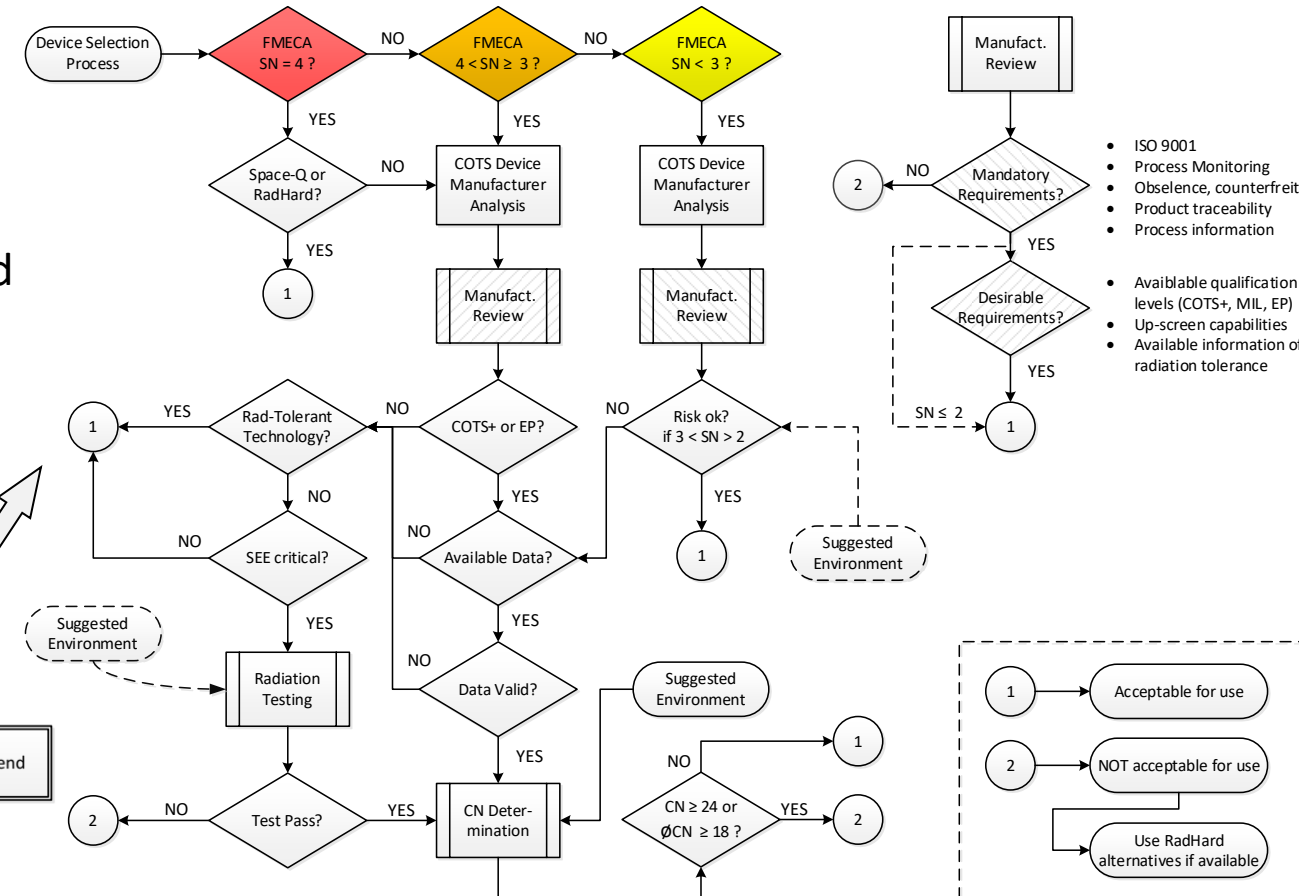 Device Selection
Process
FMECA
SN = 4 ?
NO
FMECA
4 < SN ≥ 3 ?
NO
FMECA
SN < 3 ?
Manufact.
Review
YES
YES
YES
Space-Q or
RadHard?
NO
COTS Device
Manufacturer
Analysis
COTS Device
Manufacturer
Analysis
2
NO
Mandatory
Requirements?
• ISO 9001
• Process Monitoring
• Obselence, counterfreit
• Product traceability
• Process information
YES
YES
1
Manufact.
Review
Manufact.
Review
Desirable
Requirements?
• Availblable qualification
levels (COTS+, MIL, EP)
• Up-screen capabilities
• Available information of
radiation tolerance
YES
SN ≤ 2
1
1
YES
Rad-Tolerant
Technology?
NO
COTS+ or EP?
NO
Risk ok?
if 3 < SN > 2
NO
YES
YES
NO
SEE critical?
NO
Available Data?
1
Suggested
Environment
YES
YES
Suggested
Environment
Radiation
Testing
NO
Data Valid?
Suggested
Environment
1
Acceptable for use
YES
NO
1
2
NOT acceptable for use
end
2
NO
Test Pass?
YES
CN Deter-
mination
CN ≥ 24 or
ØCN ≥ 18 ?
YES
2
Use RadHard
alternatives if available